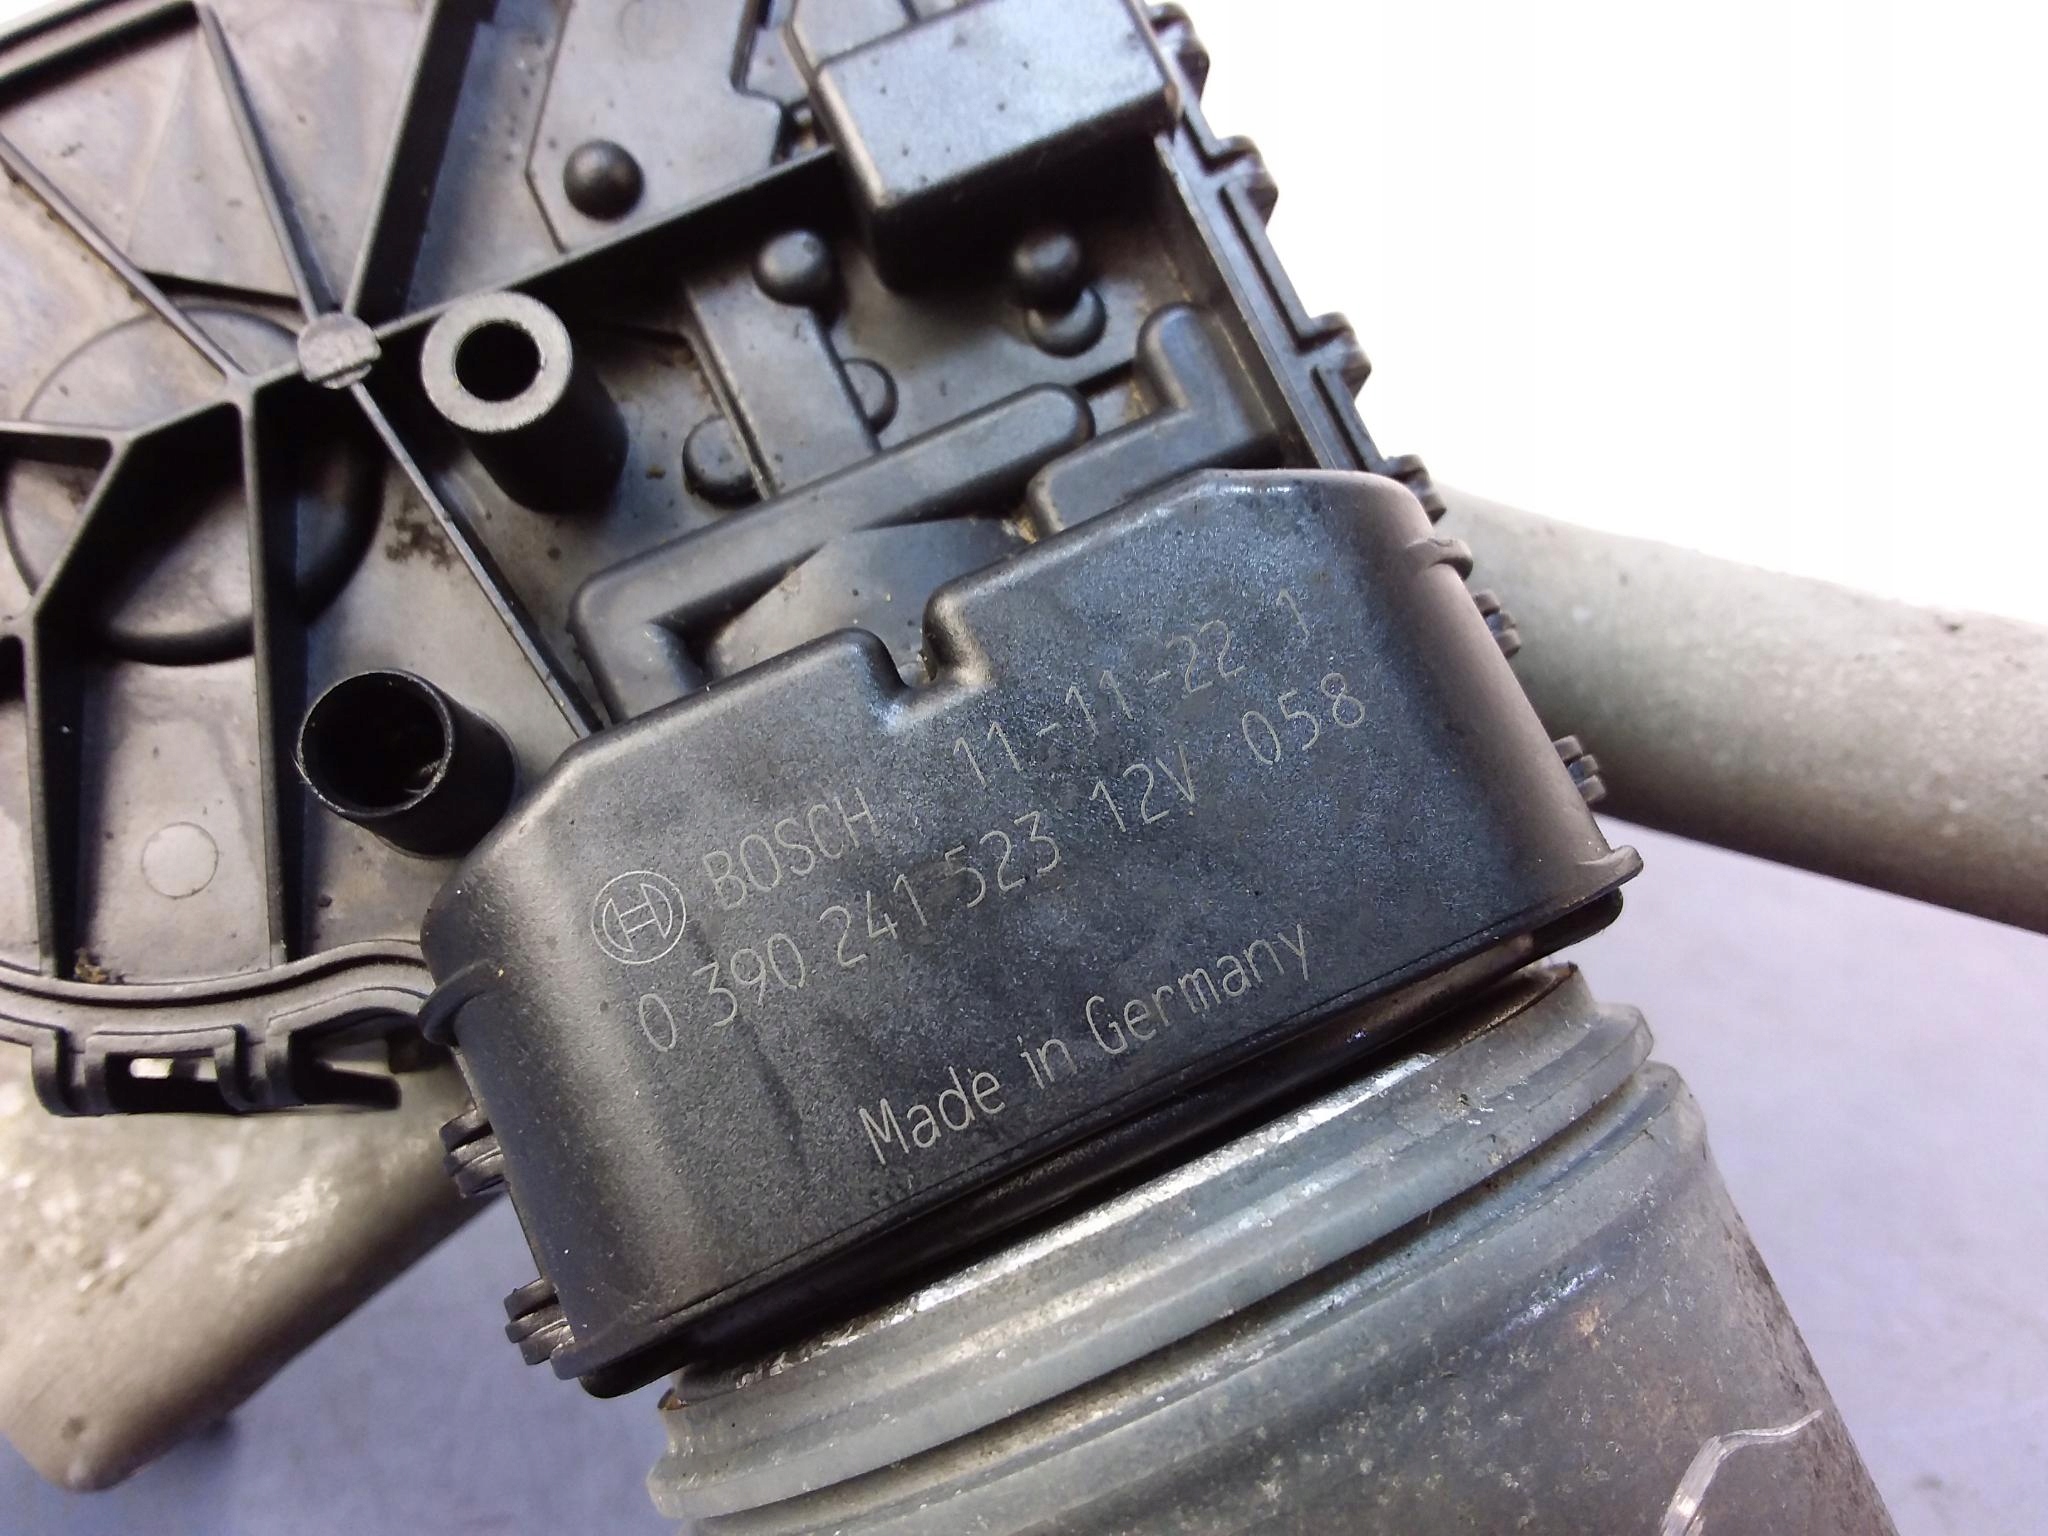 BOSCH 11-11-22 1
0 390 241 523 12V 058
Made in Germany